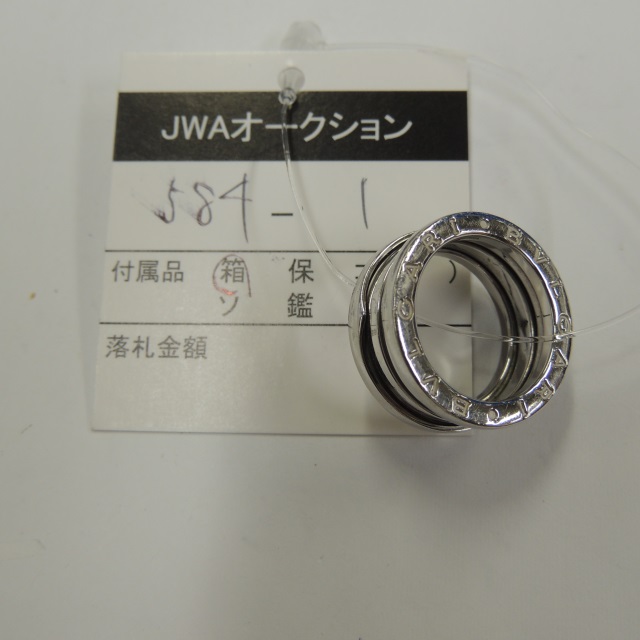 JWAオークション
584 - 1
付属品 箱 保
ソ 鑑
落札金額
BVLGARI • BVLGARI